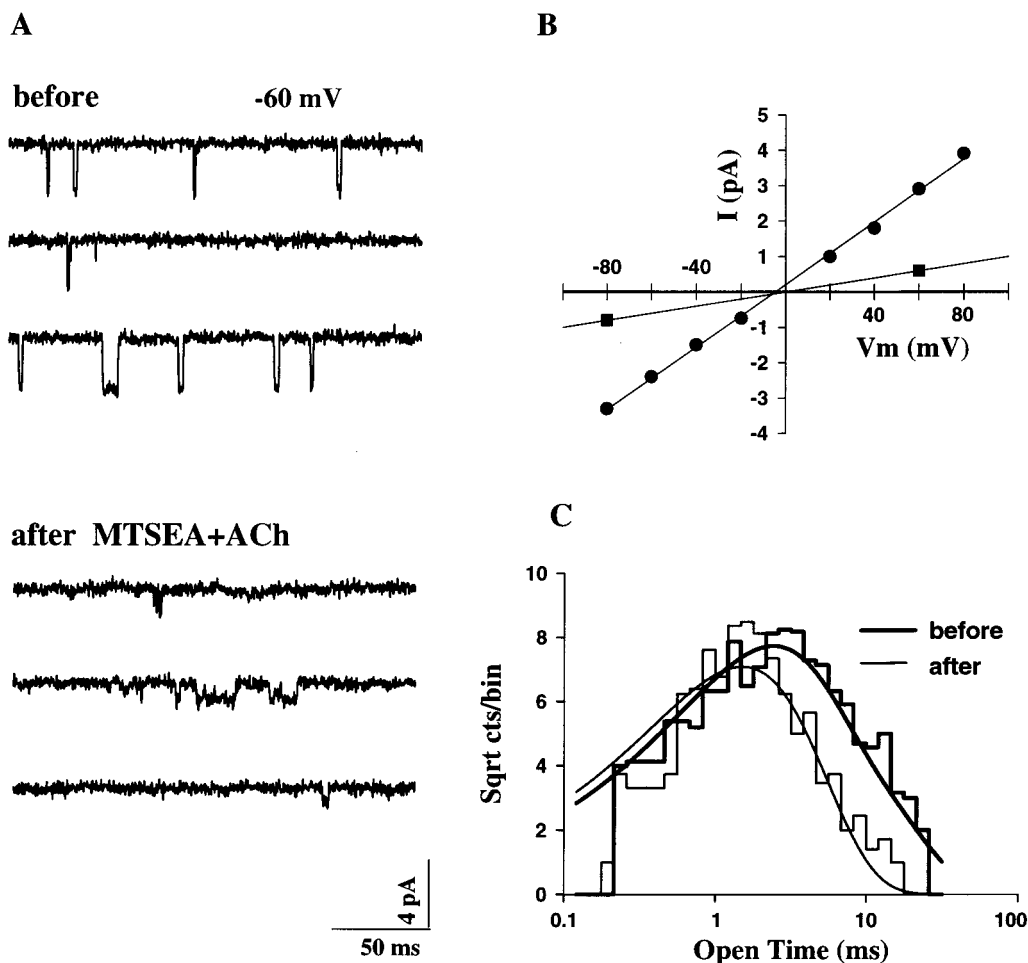 A
before -60 mV
after MTSEA+ACh
4 pA
50 ms
B
I (pA)
5
4
3
2
1
-80 -40
40 80
Vm (mV)
-1
-2
-3
-4
C
Sqrt cts/bin
10
8
6
4
2
0
before
after
0.1 1 10 100
Open Time (ms)